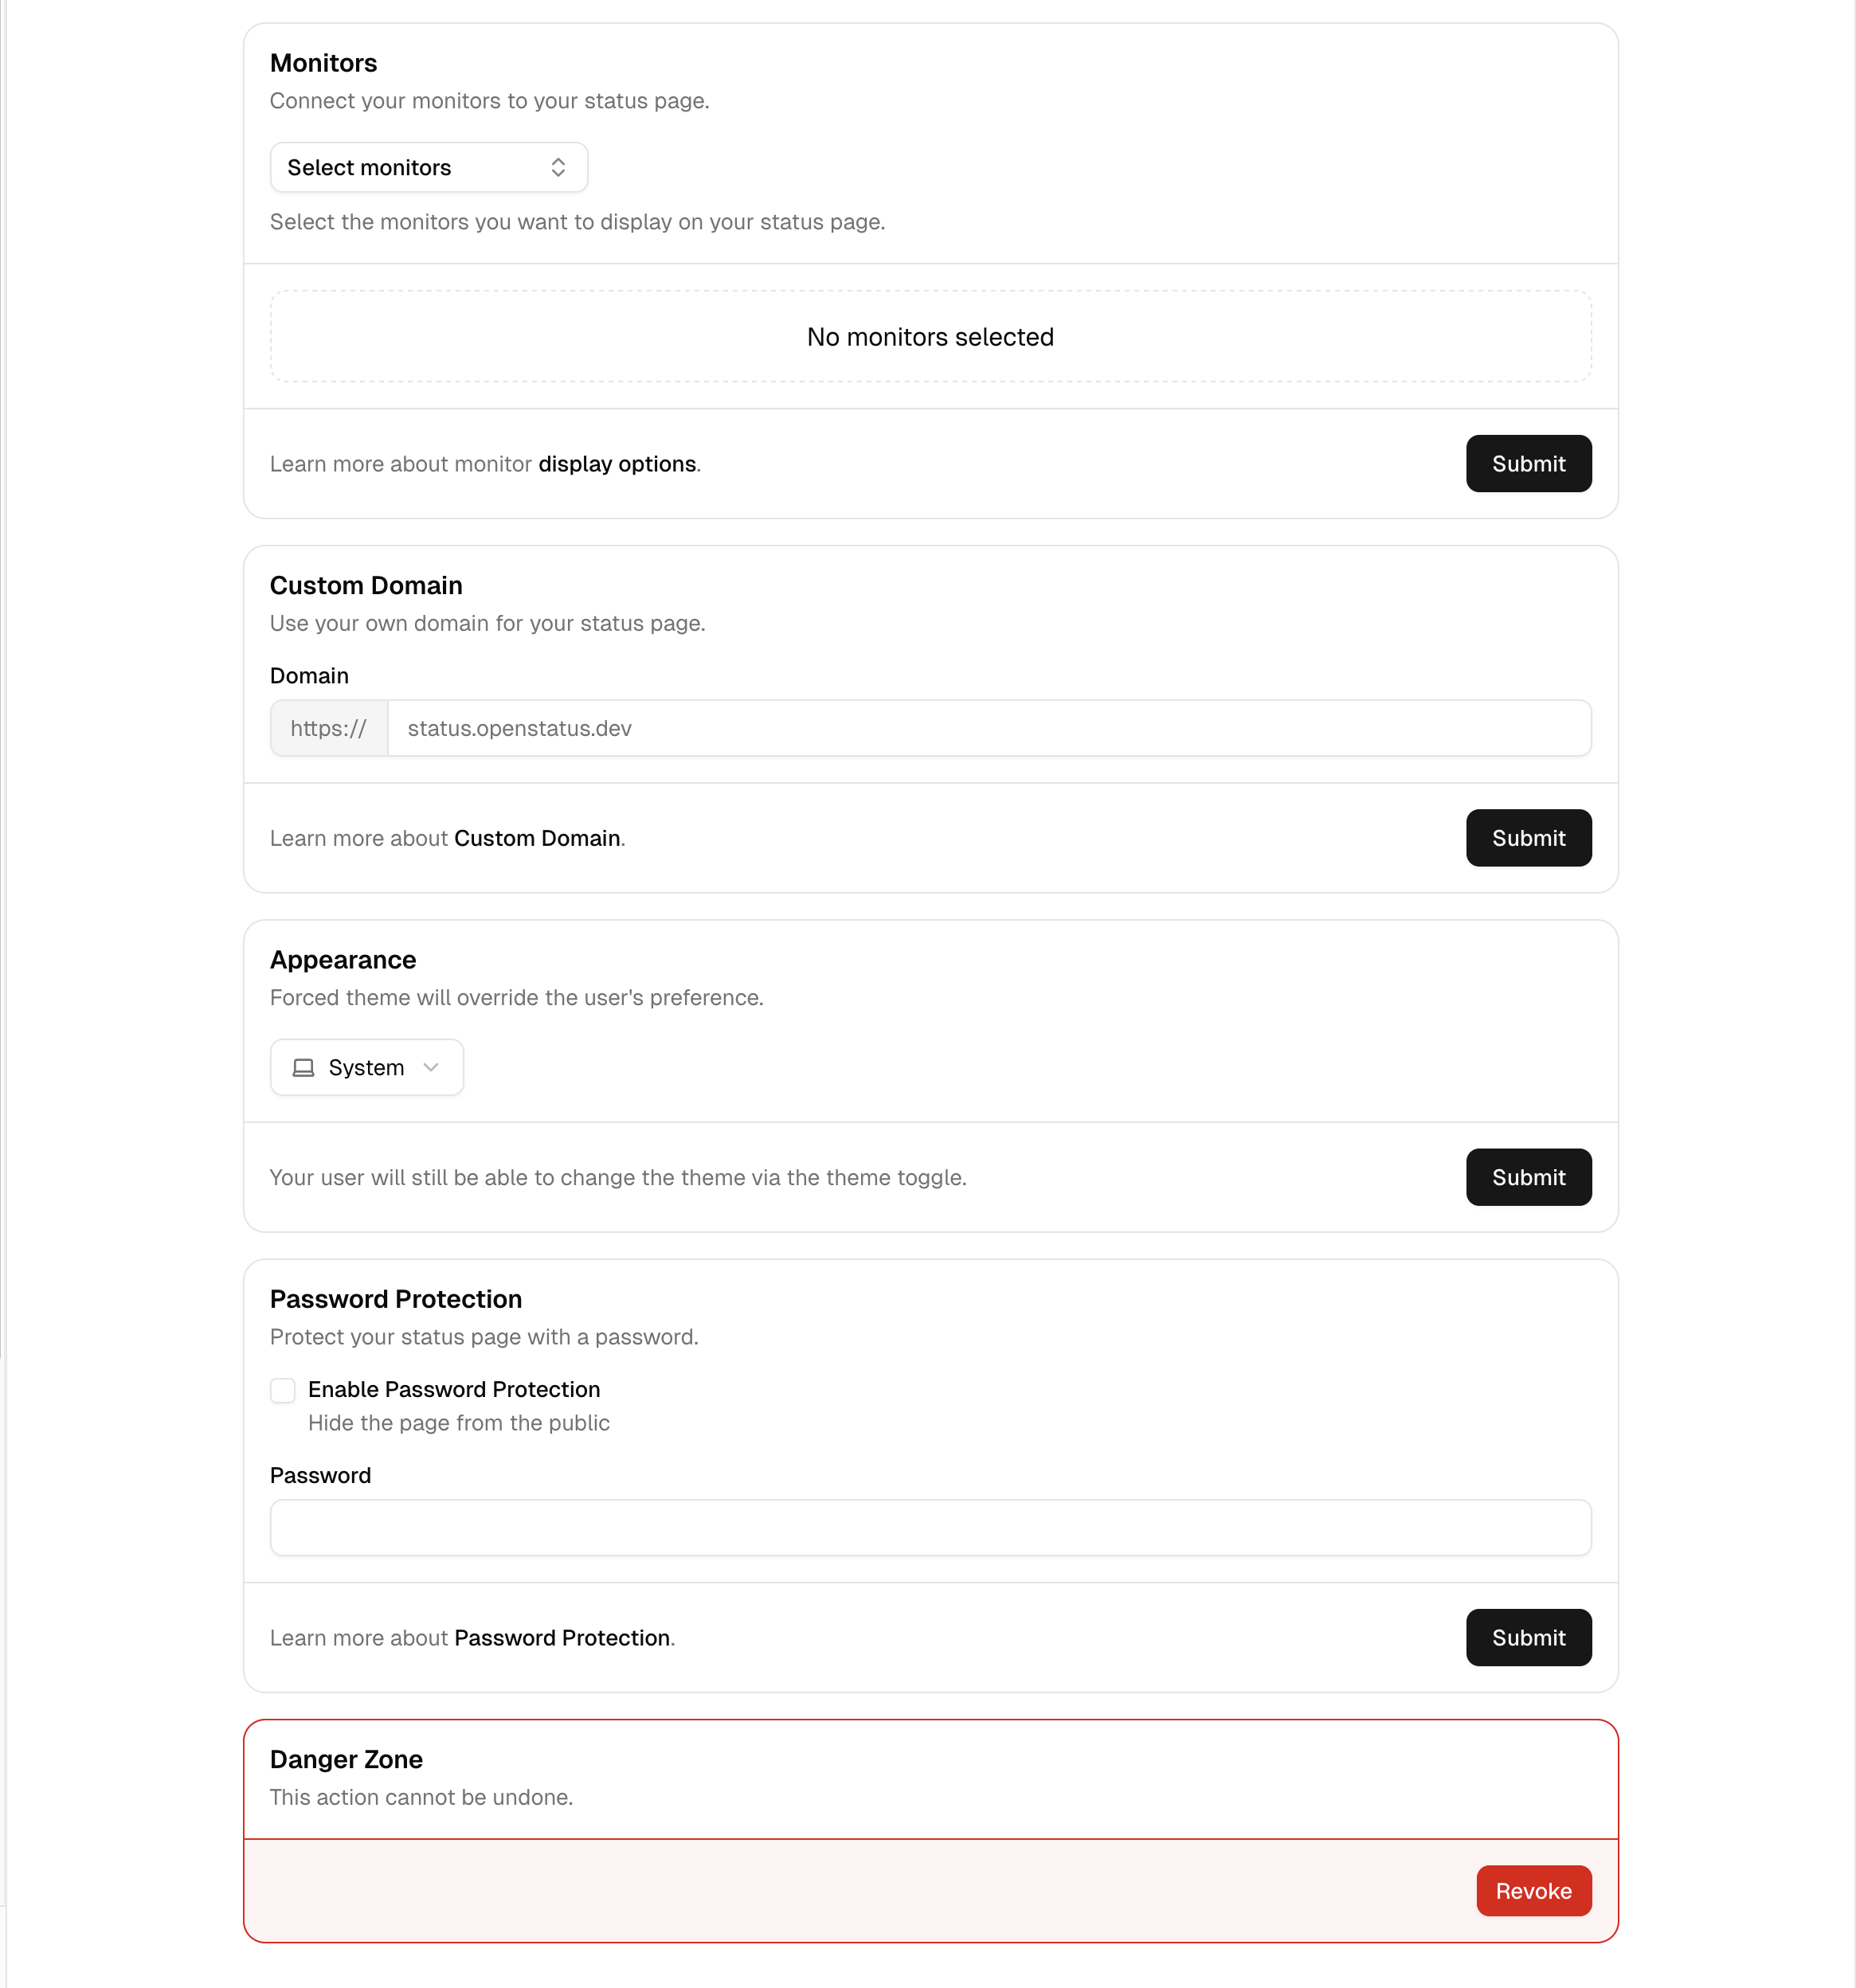 Monitors
Connect your monitors to your status page.
Select monitors
Select the monitors you want to display on your status page.
No monitors selected
Learn more about monitor display options.
Submit
Custom Domain
Use your own domain for your status page.
Domain
https://
status.openstatus.dev
Learn more about Custom Domain.
Submit
Appearance
Forced theme will override the user's preference.
System
Your user will still be able to change the theme via the theme toggle.
Submit
Password Protection
Protect your status page with a password.
Enable Password Protection
Hide the page from the public
Password
Learn more about Password Protection.
Submit
Danger Zone
This action cannot be undone.
Revoke